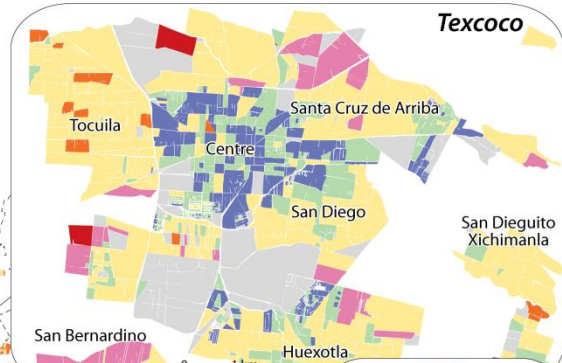 Texcoco
Santa Cruz de Arriba
Tocuila
Centre
San Diego
San Dieguito
Xichimanla
San Bernardino
Huexotla